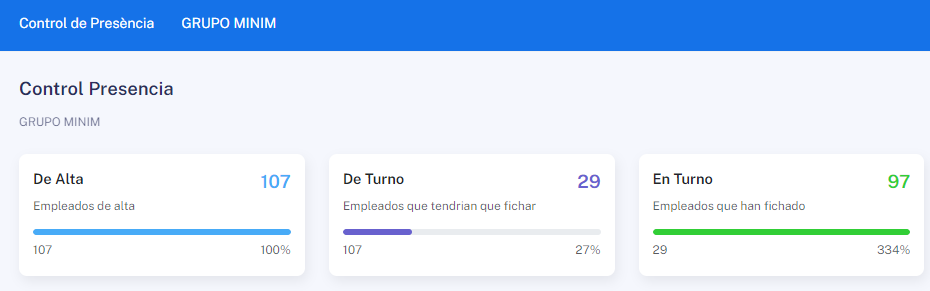 Control de Presència GRUPO MINIM
Control Presencia
GRUPO MINIM
De Alta 107
Empleados de alta
107 100%
De Turno 29
Empleados que tendrian que fichar
107 27%
En Turno 97
Empleados que han fichado
29 334%